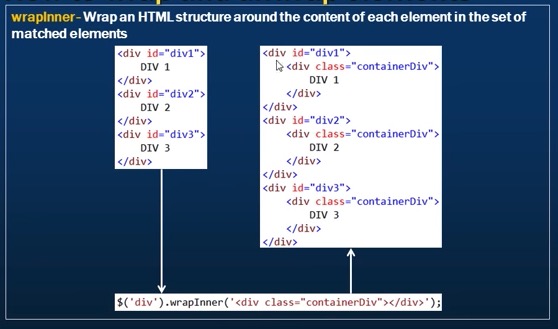 wrapInner - Wrap an HTML structure around the content of each element in the set of
matched elements
<div id="div1">
DIV 1
</div>
<div id="div2">
DIV 2
</div>
<div id="div3">
DIV 3
</div>
<div id="div1">
<div class="containerDiv">
DIV 1
</div>
</div>
<div id="div2">
<div class="containerDiv">
DIV 2
</div>
</div>
<div id="div3">
<div class="containerDiv">
DIV 3
</div>
</div>
$('div').wrapInner('<div class="containerDiv"></div>');